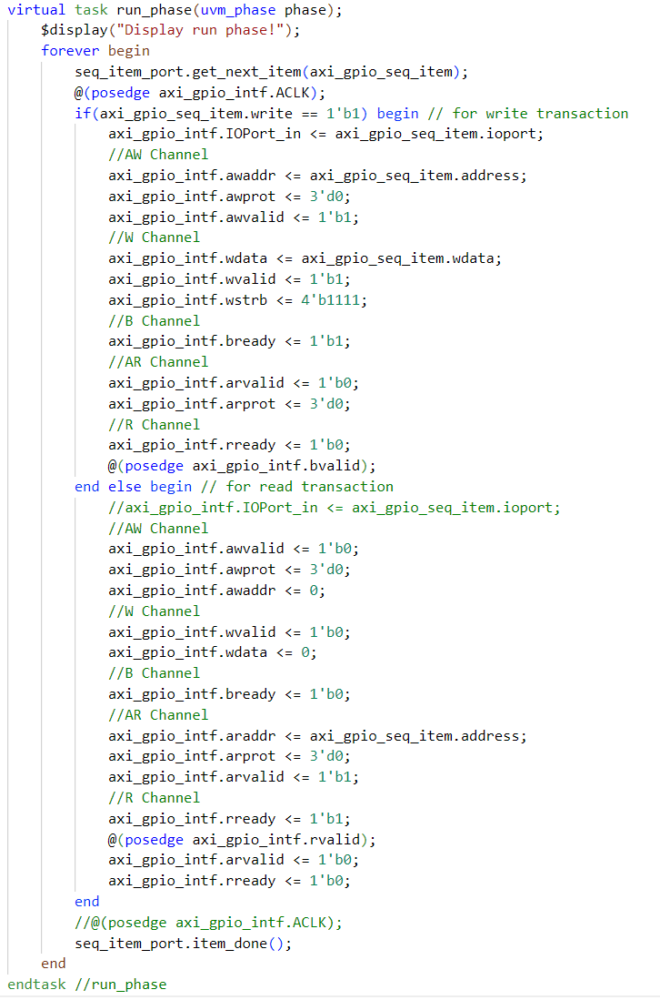 virtual task run_phase(uvm_phase phase);
    $display("Display run phase!");
    forever begin
        seq_item_port.get_next_item(axi_gpio_seq_item);
        @(posedge axi_gpio_intf.ACLK);
        if(axi_gpio_seq_item.write == 1'b1) begin // for write transaction
            axi_gpio_intf.IOPort_in <= axi_gpio_seq_item.ioport;
            //AW Channel
            axi_gpio_intf.awaddr <= axi_gpio_seq_item.address;
            axi_gpio_intf.awprot <= 3'd0;
            axi_gpio_intf.awvalid <= 1'b1;
            //W Channel
            axi_gpio_intf.wdata <= axi_gpio_seq_item.wdata;
            axi_gpio_intf.wvalid <= 1'b1;
            axi_gpio_intf.wstrb <= 4'b1111;
            //B Channel
            axi_gpio_intf.bready <= 1'b1;
            //AR Channel
            axi_gpio_intf.arvalid <= 1'b0;
            axi_gpio_intf.arprot <= 3'd0;
            //R Channel
            axi_gpio_intf.rready <= 1'b0;
            @(posedge axi_gpio_intf.bvalid);
        end else begin // for read transaction
            //axi_gpio_intf.IOPort_in <= axi_gpio_seq_item.ioport;
            //AW Channel
            axi_gpio_intf.awvalid <= 1'b0;
            axi_gpio_intf.awprot <= 3'd0;
            axi_gpio_intf.awaddr <= 0;
            //W Channel
            axi_gpio_intf.wvalid <= 1'b0;
            axi_gpio_intf.wdata <= 0;
            //B Channel
            axi_gpio_intf.bready <= 1'b0;
            //AR Channel
            axi_gpio_intf.araddr <= axi_gpio_seq_item.address;
            axi_gpio_intf.arprot <= 3'd0;
            axi_gpio_intf.arvalid <= 1'b1;
            //R Channel
            axi_gpio_intf.rready <= 1'b1;
            @(posedge axi_gpio_intf.rvalid);
            axi_gpio_intf.arvalid <= 1'b0;
            axi_gpio_intf.rready <= 1'b0;
        end
        //@(posedge axi_gpio_intf.ACLK);
        seq_item_port.item_done();
    end
endtask //run_phase